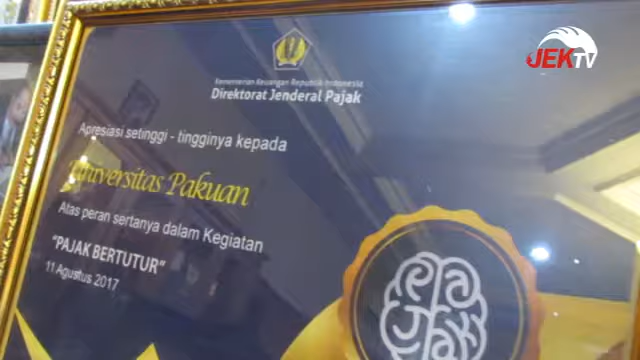 JEKTV
Kementerian Keuangan Republik Indonesia
Direktorat Jenderal Pajak
Apresiasi setinggi - tingginya kepada
Universitas Pakuan
Atas peran sertanya dalam Kegiatan
"PAJAK BERTUTUR"
11 Agustus 2017